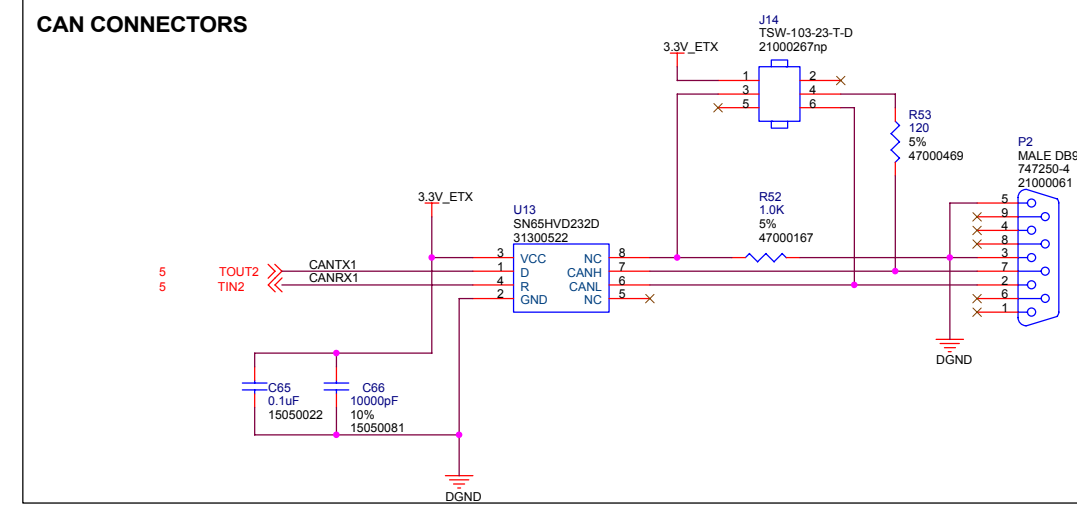 CAN CONNECTORS
J14
TSW-103-23-T-D
21000267np
3.3V_ETX
1
2
3
4
5
6
R53
120
5%
47000469
P2
MALE DB9
747250-4
21000061
3.3V_ETX
U13
SN65HVD232D
31300522
R52
1.0K
5%
47000167
5
9
4
8
3
7
2
6
1
3 VCC NC 8
1 D CANH 7
4 R CANL 6
2 GND NC 5
5 TOUT2 CANTX1
5 TIN2 CANRX1
DGND
C65
0.1uF
15050022
C66
10000pF
10%
15050081
DGND